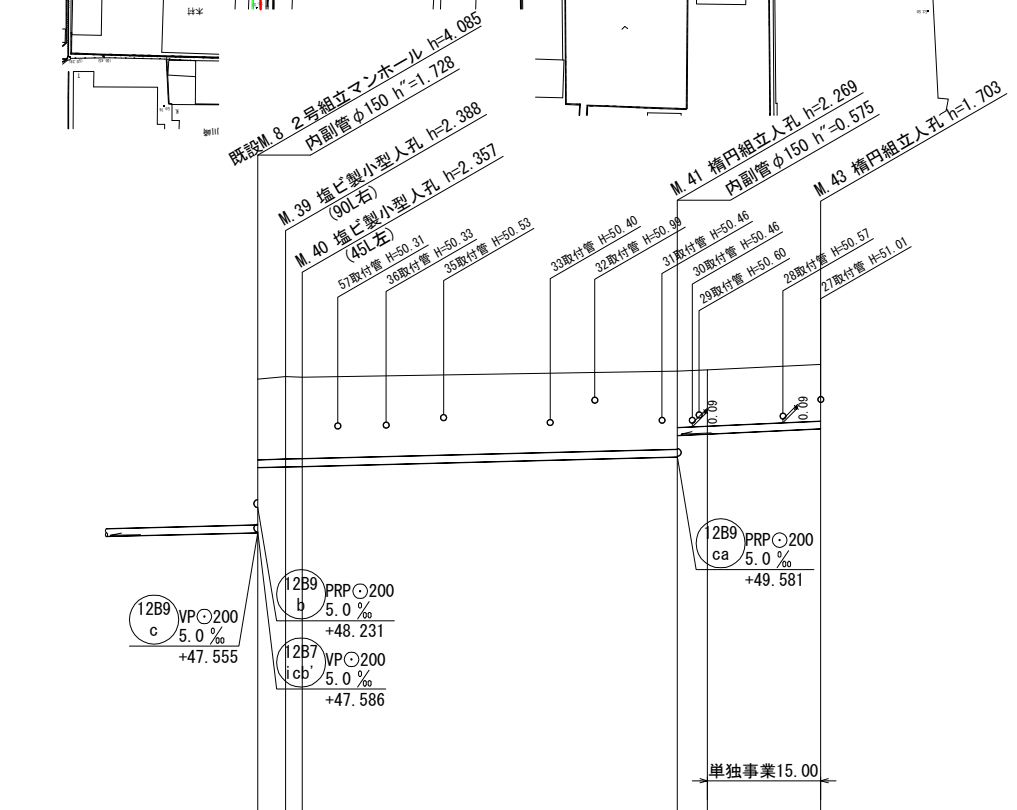 木村
川崎
既設M.8 2号組立マンホール h=4.085
内副管φ150 h"=1.728
M.39 塩ビ製小型人孔 h=2.388
(90L右)
M.40 塩ビ製小型人孔 h=2.357
(45L左)
57取付管 H=50.31
36取付管 H=50.33
35取付管 H=50.53
33取付管 H=50.40
32取付管 H=50.99
M.41 楕円組立人孔 h=2.269
内副管φ150 h"=0.575
31取付管 H=50.46
30取付管 H=50.46
29取付管 H=50.60
M.43 楕円組立人孔 h=1.703
28取付管 H=50.57
27取付管 H=51.01
0.09
0.09
12B9
ca
PRP⊙200
5.0 ‰
+49.581
12B9
b
PRP⊙200
5.0 ‰
+48.231
12B9
c
VP⊙200
5.0 ‰
+47.555
12B7
icb'
VP⊙200
5.0 ‰
+47.586
単独事業15.00